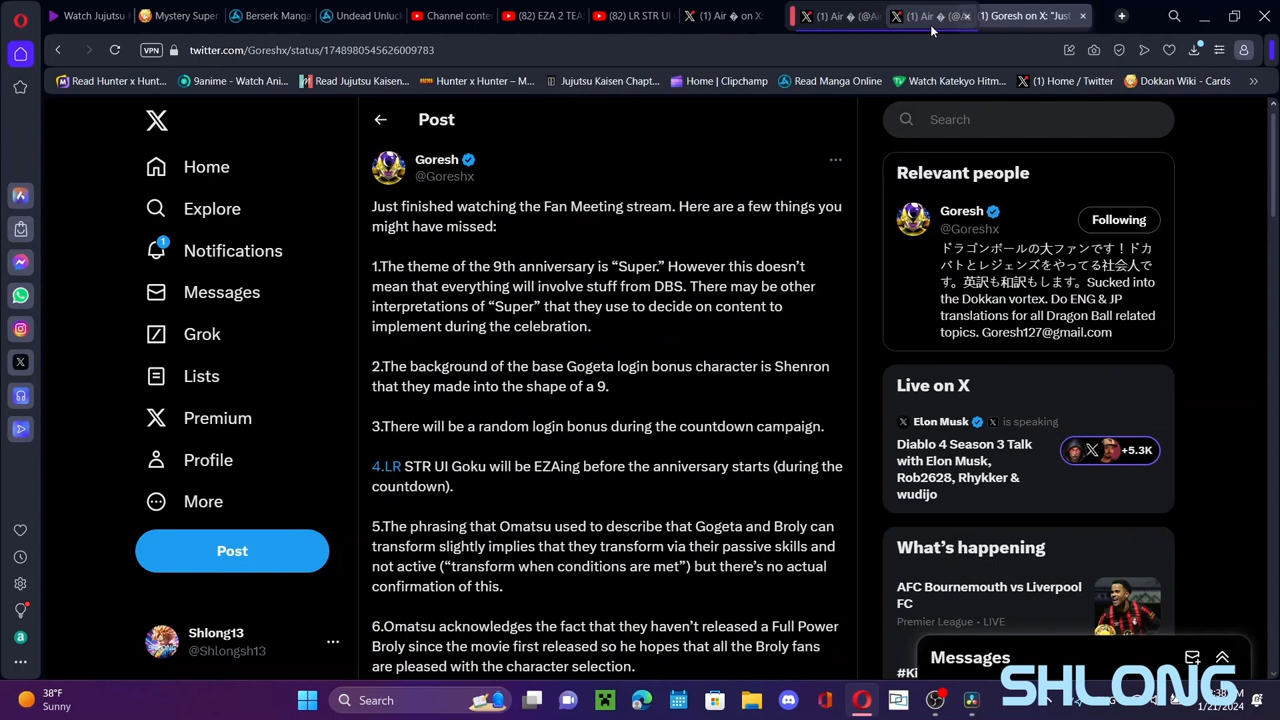 Watch Jujutsu
Mystery Super
Berserk Manga
Undead Unluck
Channel content
(82) EZA 2 TEA
(82) LR STR UI
(1) Air � on X:
(1) Air � (@Air
(1) Air � (@A
(1) Goresh on X: "Just
VPN
twitter.com/Goreshx/status/1748980545626009783
Read Hunter x Hunt...
9anime - Watch Ani...
Read Jujutsu Kaisen...
Hunter x Hunter – M...
Jujutsu Kaisen Chapt...
Home | Clipchamp
Read Manga Online
Watch Katekyo Hitm...
(1) Home / Twitter
Dokkan Wiki - Cards
Home
Explore
1
Notifications
Messages
Grok
Lists
Premium
Profile
More
Post
Shlong13
@Shlongsh13
Post
Goresh
@Goreshx
Just finished watching the Fan Meeting stream. Here are a few things you
might have missed:
1.The theme of the 9th anniversary is “Super.” However this doesn’t
mean that everything will involve stuff from DBS. There may be other
interpretations of “Super” that they use to decide on content to
implement during the celebration.
2.The background of the base Gogeta login bonus character is Shenron
that they made into the shape of a 9.
3.There will be a random login bonus during the countdown campaign.
4.LR STR UI Goku will be EZAing before the anniversary starts (during the
countdown).
5.The phrasing that Omatsu used to describe that Gogeta and Broly can
transform slightly implies that they transform via their passive skills and
not active (“transform when conditions are met”) but there’s no actual
confirmation of this.
6.Omatsu acknowledges the fact that they haven’t released a Full Power
Broly since the movie first released so he hopes that all the Broly fans
are pleased with the character selection.
Search
Relevant people
Goresh
@Goreshx
Following
ドラゴンボールの大ファンです！ドカ
バトとレジェンズをやってる社会人で
す。英訳も和訳もします。Sucked into
the Dokkan vortex. Do ENG & JP
translations for all Dragon Ball related
topics. Goresh127@gmail.com
Live on X
Elon Musk is speaking
Diablo 4 Season 3 Talk
with Elon Musk,
Rob2628, Rhykker &
wudijo
+5.3K
What’s happening
AFC Bournemouth vs Liverpool
FC
Premier League · LIVE
Messages
SHLONG
38°F
Sunny
Search
1/21/2024